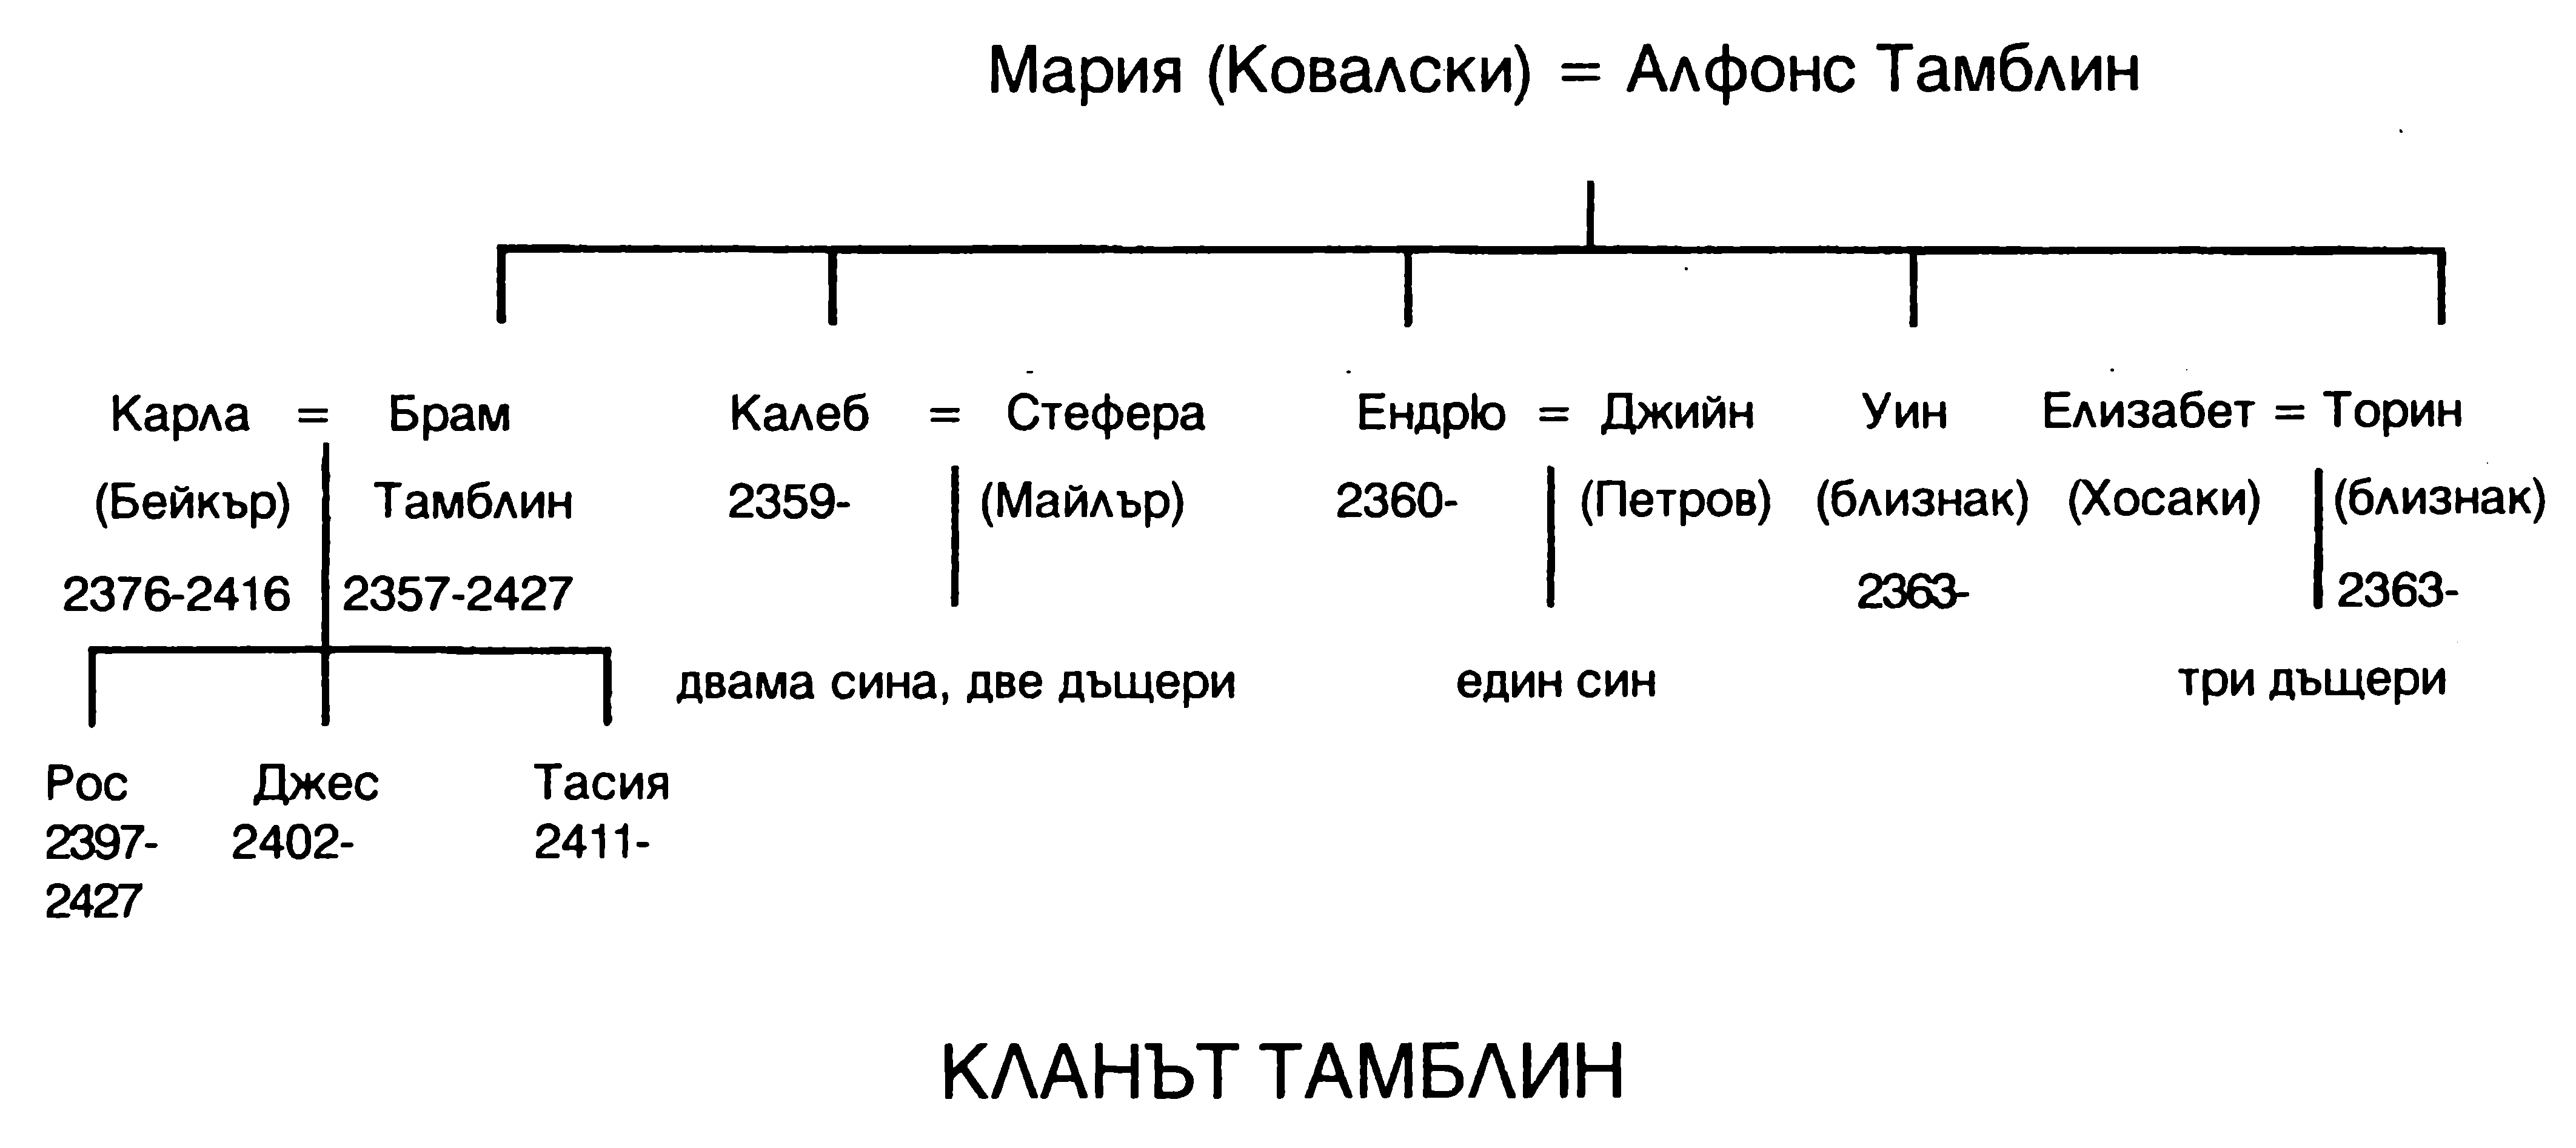 Мария (Ковалски) = Алфонс Тамблин
Карла = Брам Калеб = Стефера Ендрю = Джийн Уин Елизабет = Торин
(Бейкър) Тамблин 2359- (Майлър) 2360- (Петров) (близнак) (Хосаки) (близнак)
2376-2416 2357-2427 2363- 2363-
двама сина, две дъщери един син три дъщери
Рос Джес Тасия
2397- 2402- 2411-
2427
КЛАНЪТ ТАМБЛИН